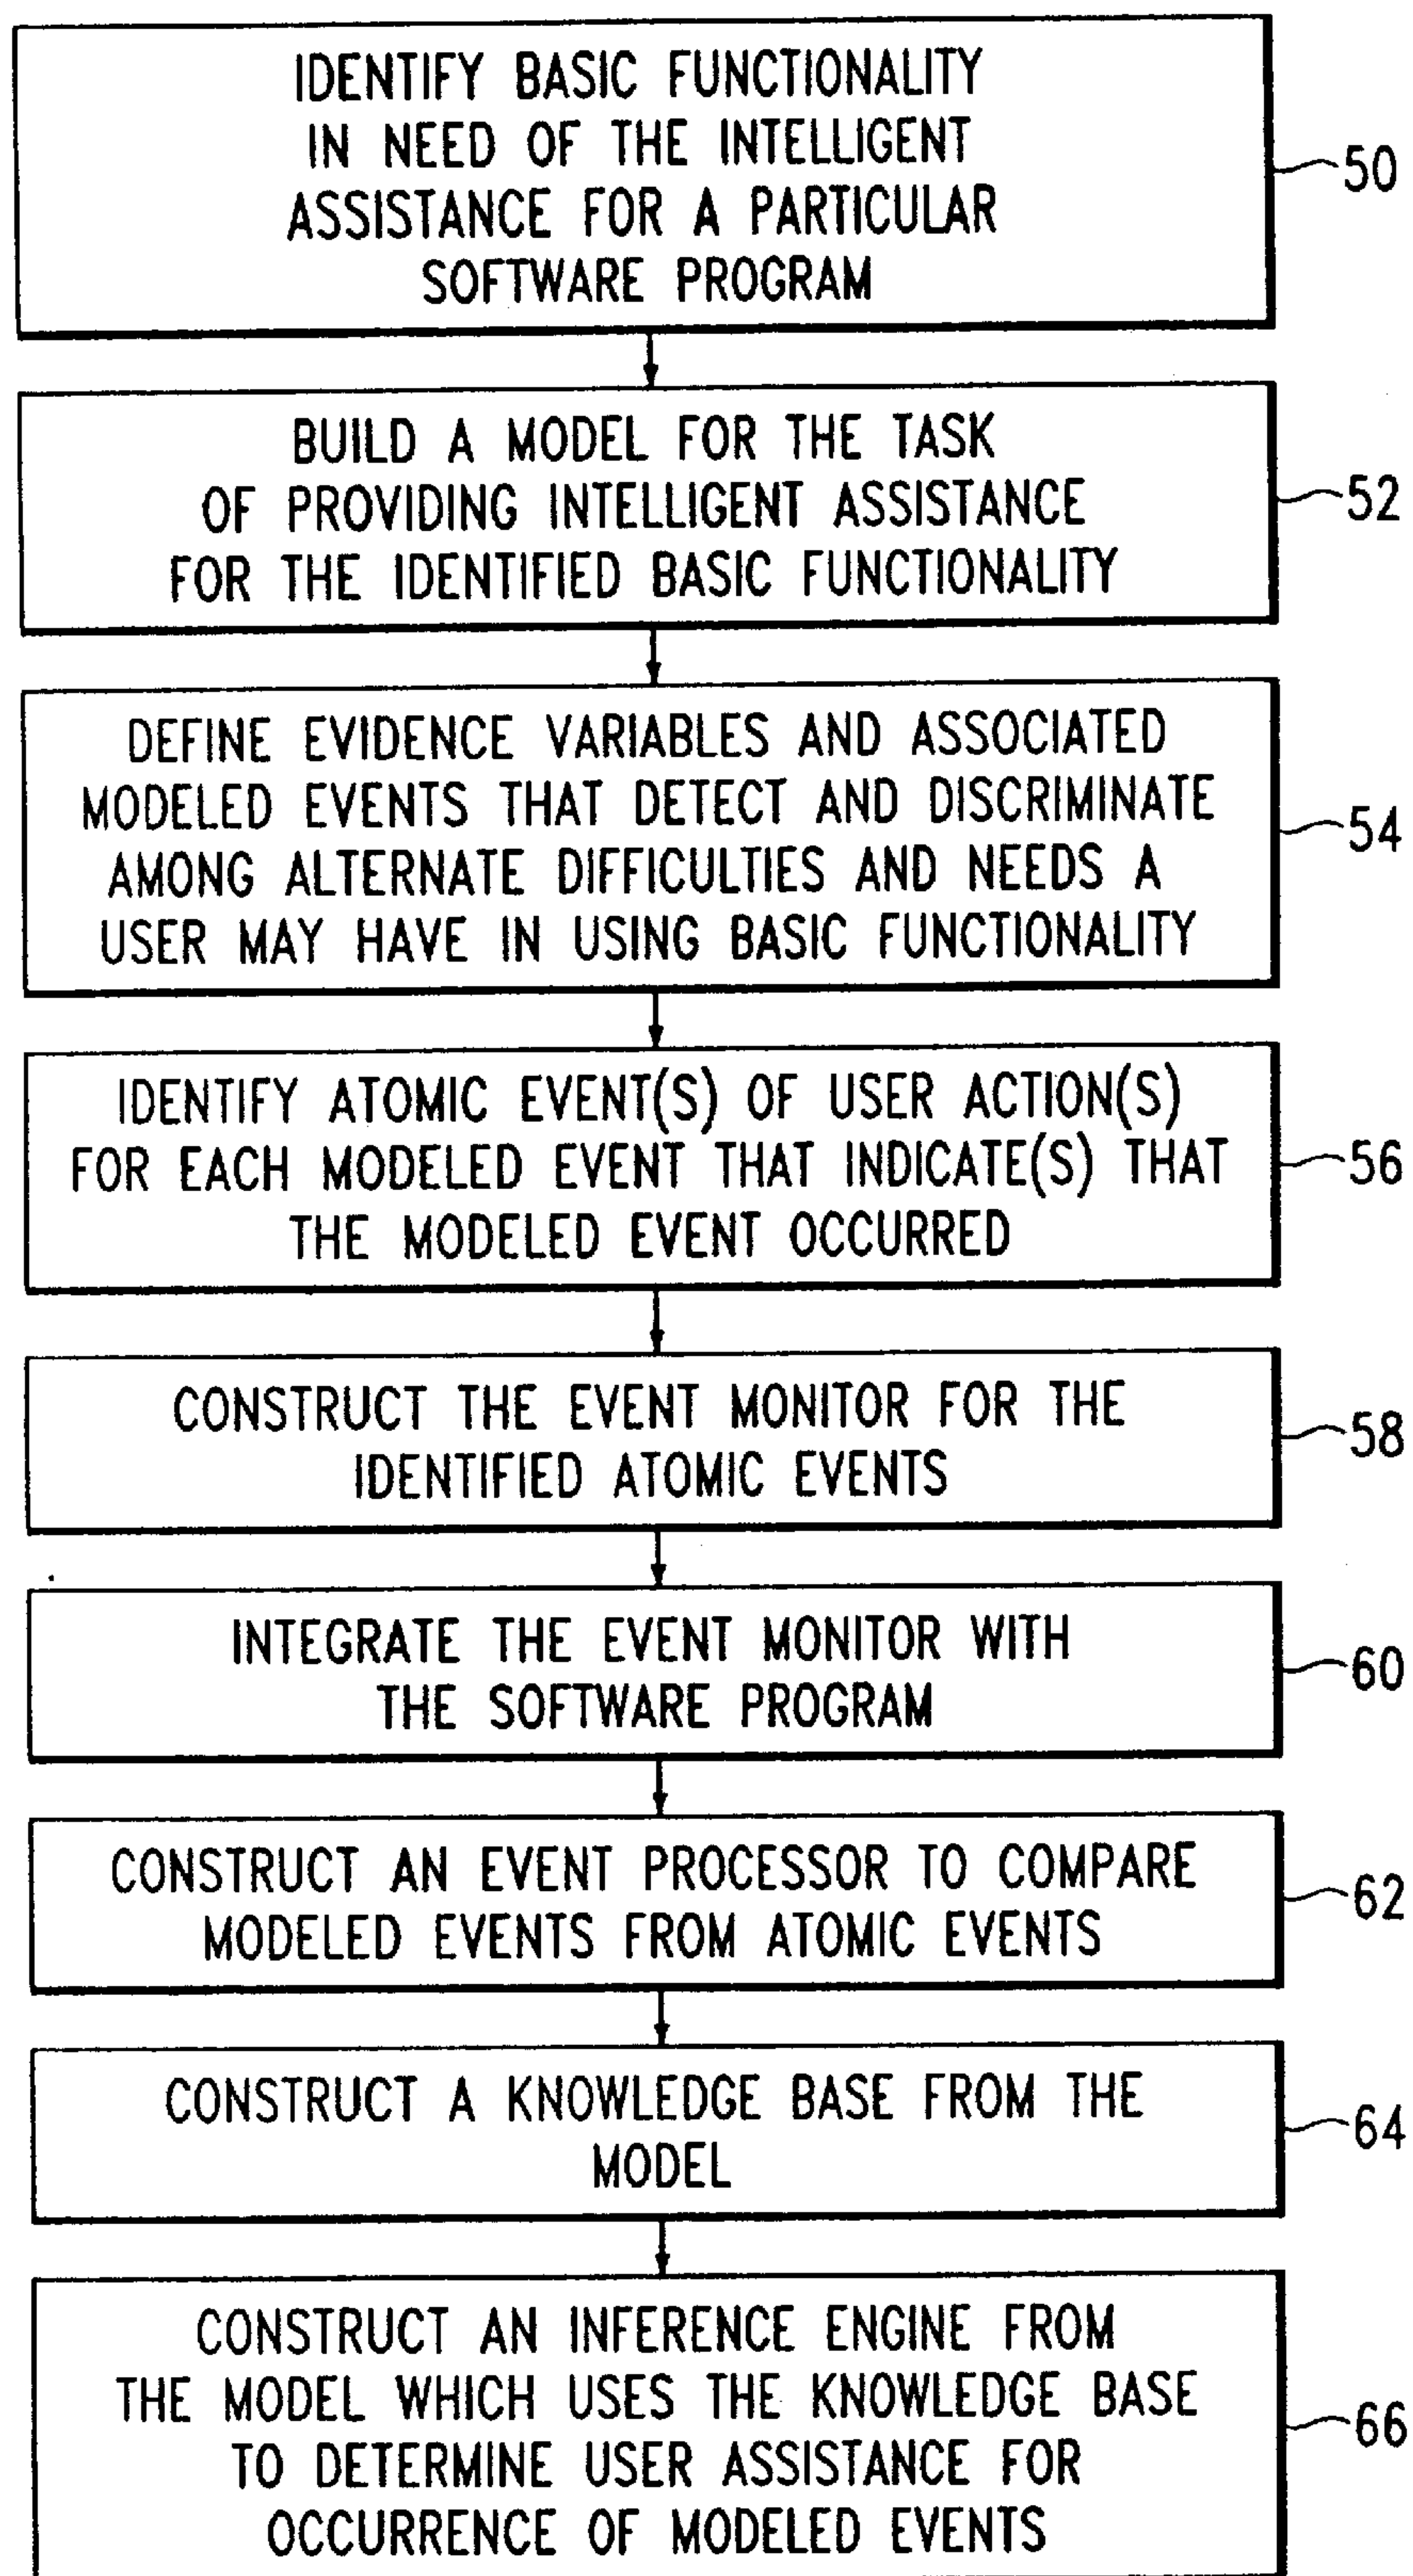 IDENTIFY BASIC FUNCTIONALITY
IN NEED OF THE INTELLIGENT
ASSISTANCE FOR A PARTICULAR
SOFTWARE PROGRAM
50
BUILD A MODEL FOR THE TASK
OF PROVIDING INTELLIGENT ASSISTANCE
FOR THE IDENTIFIED BASIC FUNCTIONALITY
52
DEFINE EVIDENCE VARIABLES AND ASSOCIATED
MODELED EVENTS THAT DETECT AND DISCRIMINATE
AMONG ALTERNATE DIFFICULTIES AND NEEDS A
USER MAY HAVE IN USING BASIC FUNCTIONALITY
54
IDENTIFY ATOMIC EVENT(S) OF USER ACTION(S)
FOR EACH MODELED EVENT THAT INDICATE(S) THAT
THE MODELED EVENT OCCURRED
56
CONSTRUCT THE EVENT MONITOR FOR THE
IDENTIFIED ATOMIC EVENTS
58
INTEGRATE THE EVENT MONITOR WITH
THE SOFTWARE PROGRAM
60
CONSTRUCT AN EVENT PROCESSOR TO COMPARE
MODELED EVENTS FROM ATOMIC EVENTS
62
CONSTRUCT A KNOWLEDGE BASE FROM THE
MODEL
64
CONSTRUCT AN INFERENCE ENGINE FROM
THE MODEL WHICH USES THE KNOWLEDGE BASE
TO DETERMINE USER ASSISTANCE FOR
OCCURRENCE OF MODELED EVENTS
66